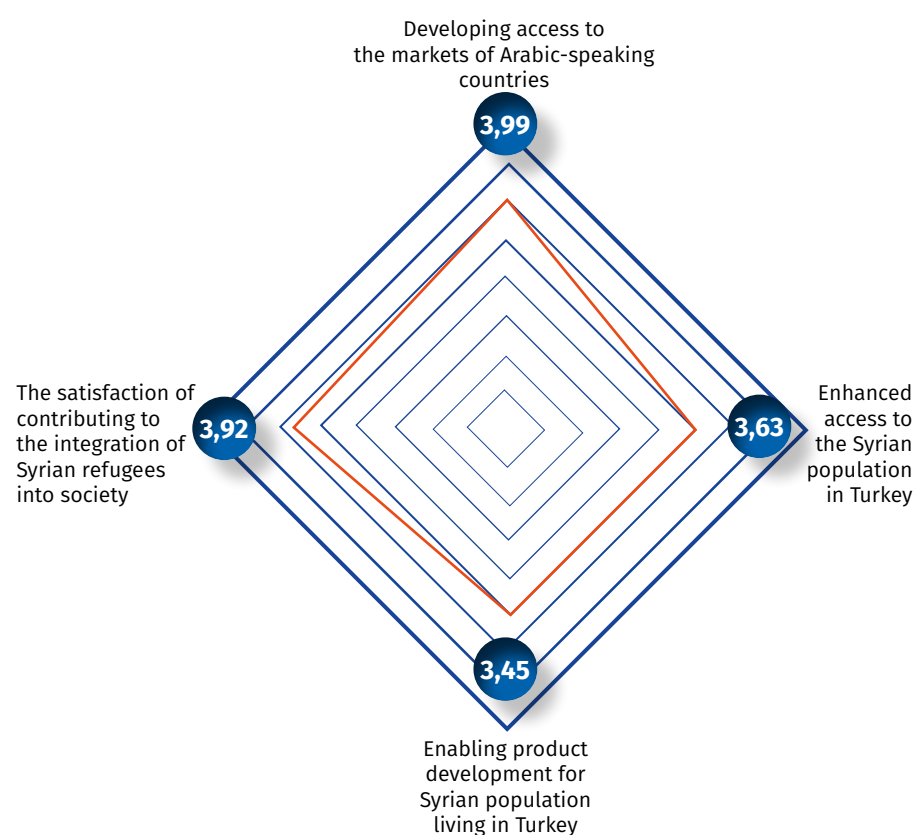 Developing access to
the markets of Arabic-speaking
countries
3,99
The satisfaction of
contributing to
the integration of
Syrian refugees
into society
3,92
3,63
Enhanced
access to
the Syrian
population
in Turkey
3,45
Enabling product
development for
Syrian population
living in Turkey